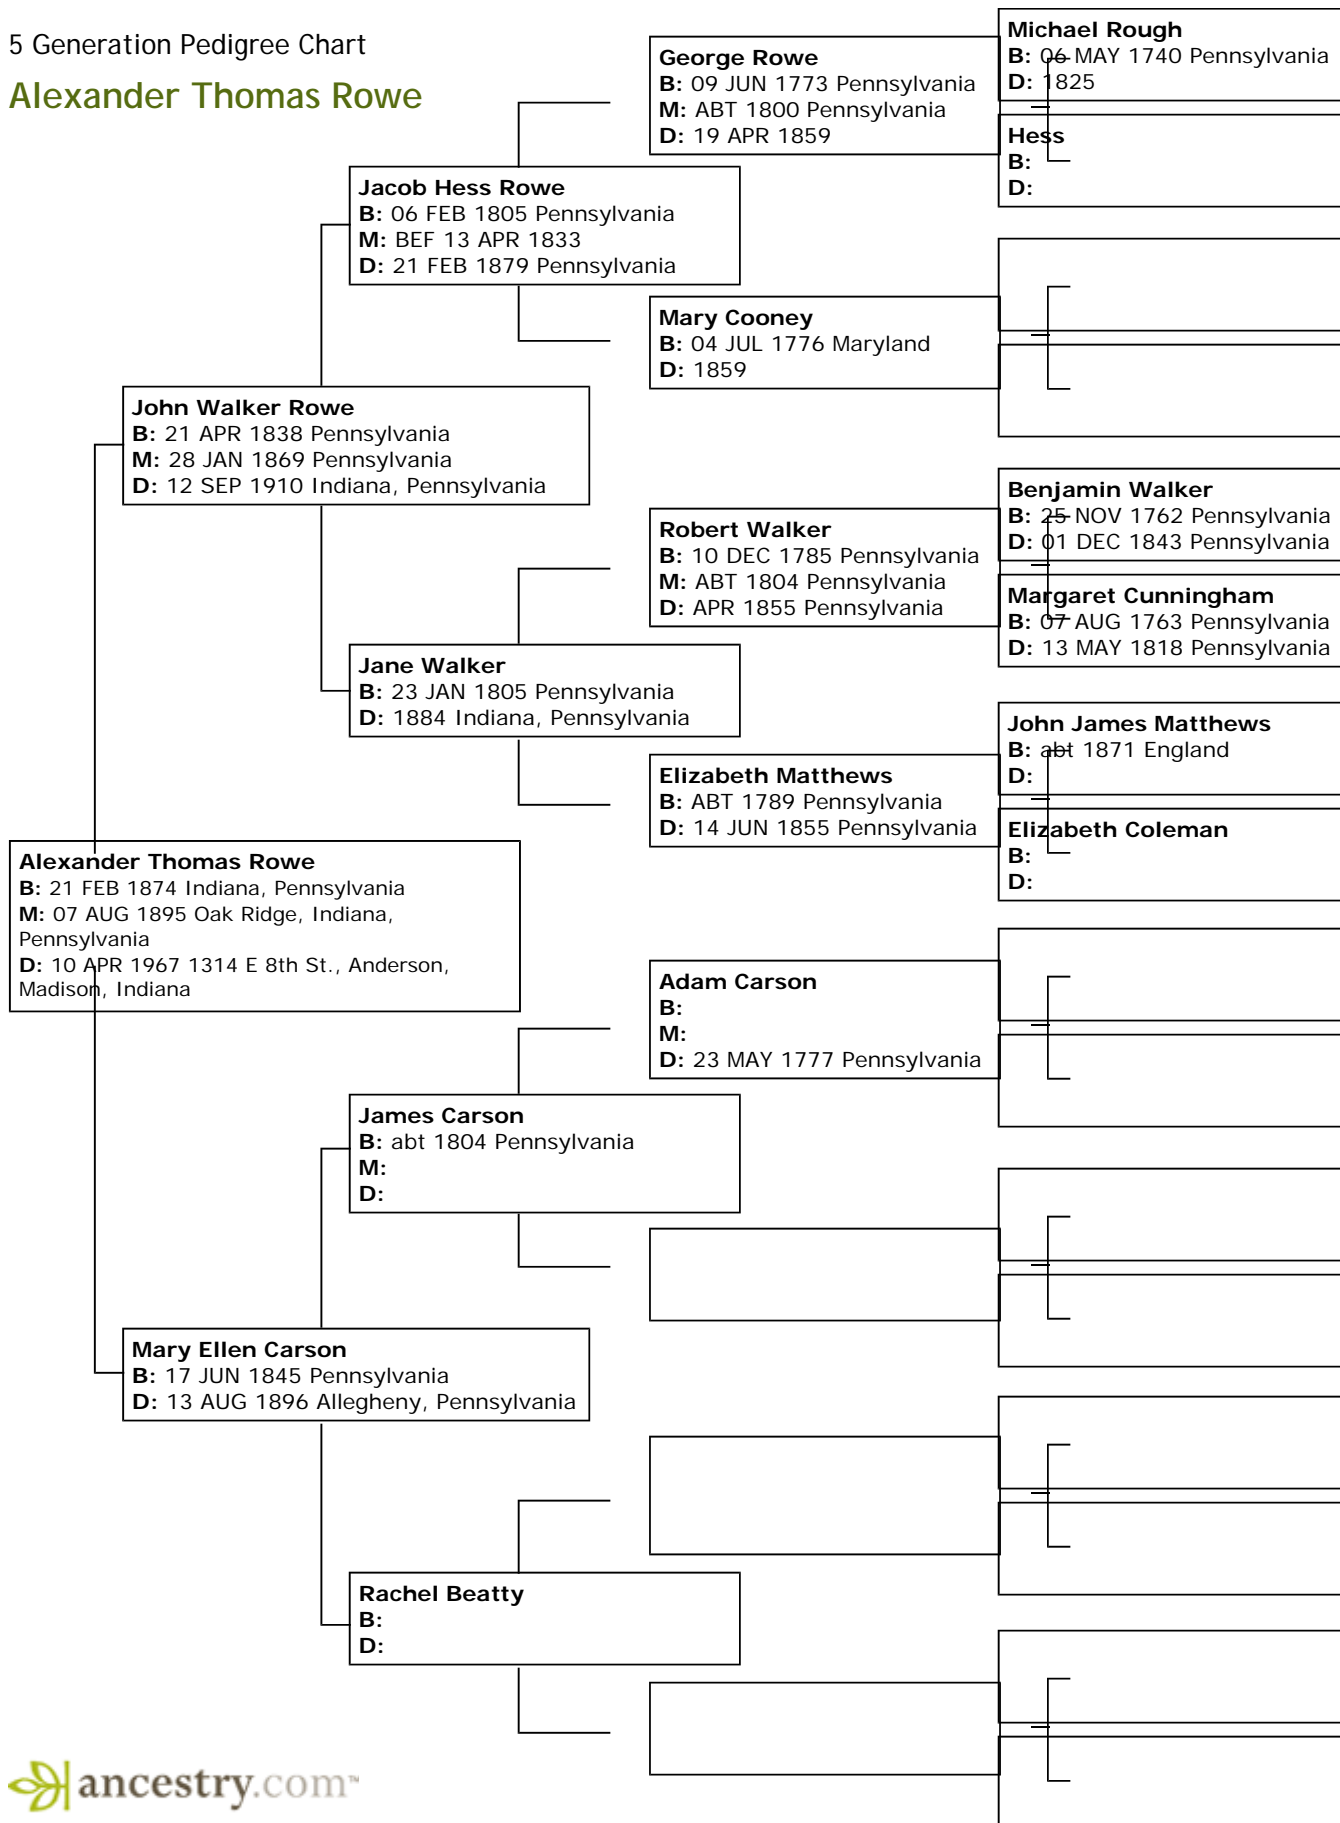 5 Generation Pedigree Chart
Alexander Thomas Rowe
Michael Rough
B: 06 MAY 1740 Pennsylvania
D: 1825
George Rowe
B: 09 JUN 1773 Pennsylvania
M: ABT 1800 Pennsylvania
D: 19 APR 1859
Hess
B:
D:
Jacob Hess Rowe
B: 06 FEB 1805 Pennsylvania
M: BEF 13 APR 1833
D: 21 FEB 1879 Pennsylvania
Mary Cooney
B: 04 JUL 1776 Maryland
D: 1859
John Walker Rowe
B: 21 APR 1838 Pennsylvania
M: 28 JAN 1869 Pennsylvania
D: 12 SEP 1910 Indiana, Pennsylvania
Benjamin Walker
B: 25 NOV 1762 Pennsylvania
D: 01 DEC 1843 Pennsylvania
Robert Walker
B: 10 DEC 1785 Pennsylvania
M: ABT 1804 Pennsylvania
D: APR 1855 Pennsylvania
Margaret Cunningham
B: 07 AUG 1763 Pennsylvania
D: 13 MAY 1818 Pennsylvania
Jane Walker
B: 23 JAN 1805 Pennsylvania
D: 1884 Indiana, Pennsylvania
John James Matthews
B: abt 1871 England
D:
Elizabeth Matthews
B: ABT 1789 Pennsylvania
D: 14 JUN 1855 Pennsylvania
Elizabeth Coleman
B:
D:
Alexander Thomas Rowe
B: 21 FEB 1874 Indiana, Pennsylvania
M: 07 AUG 1895 Oak Ridge, Indiana,
Pennsylvania
D: 10 APR 1967 1314 E 8th St., Anderson,
Madison, Indiana
Adam Carson
B:
M:
D: 23 MAY 1777 Pennsylvania
James Carson
B: abt 1804 Pennsylvania
M:
D:
Mary Ellen Carson
B: 17 JUN 1845 Pennsylvania
D: 13 AUG 1896 Allegheny, Pennsylvania
Rachel Beatty
B:
D:
ancestry.com™